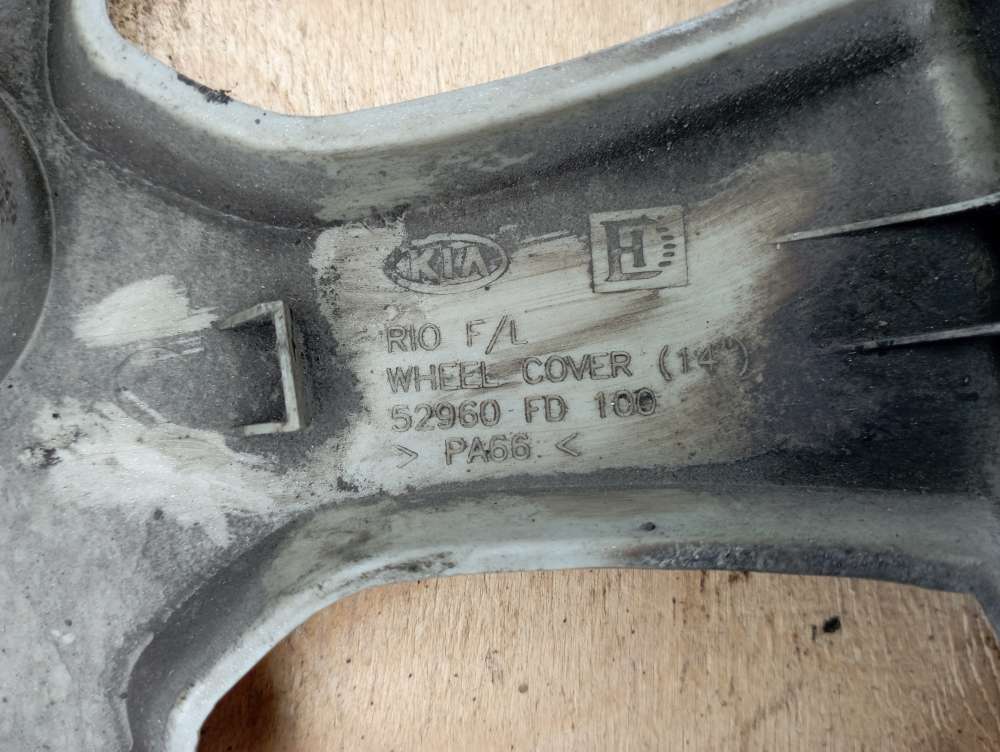 KIA
RIO F/L
WHEEL COVER (14")
52960 FD 100
> PA66 <